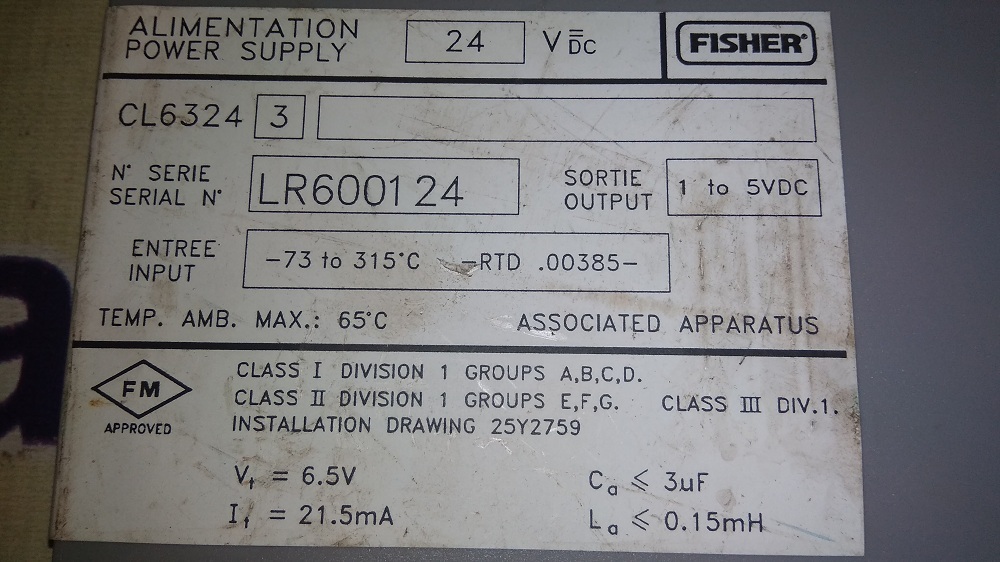 ALIMENTATION
POWER SUPPLY 24 V DC FISHER®
CL6324 3
N° SERIE
SERIAL N° LR600124
SORTIE
OUTPUT 1 to 5VDC
ENTREE
INPUT -73 to 315°C -RTD .00385-
TEMP. AMB. MAX.: 65°C ASSOCIATED APPARATUS
FM
APPROVED
CLASS I DIVISION 1 GROUPS A,B,C,D.
CLASS II DIVISION 1 GROUPS E,F,G. CLASS III DIV.1.
INSTALLATION DRAWING 25Y2759
Vt = 6.5V Ca ≤ 3uF
It = 21.5mA La ≤ 0.15mH
a